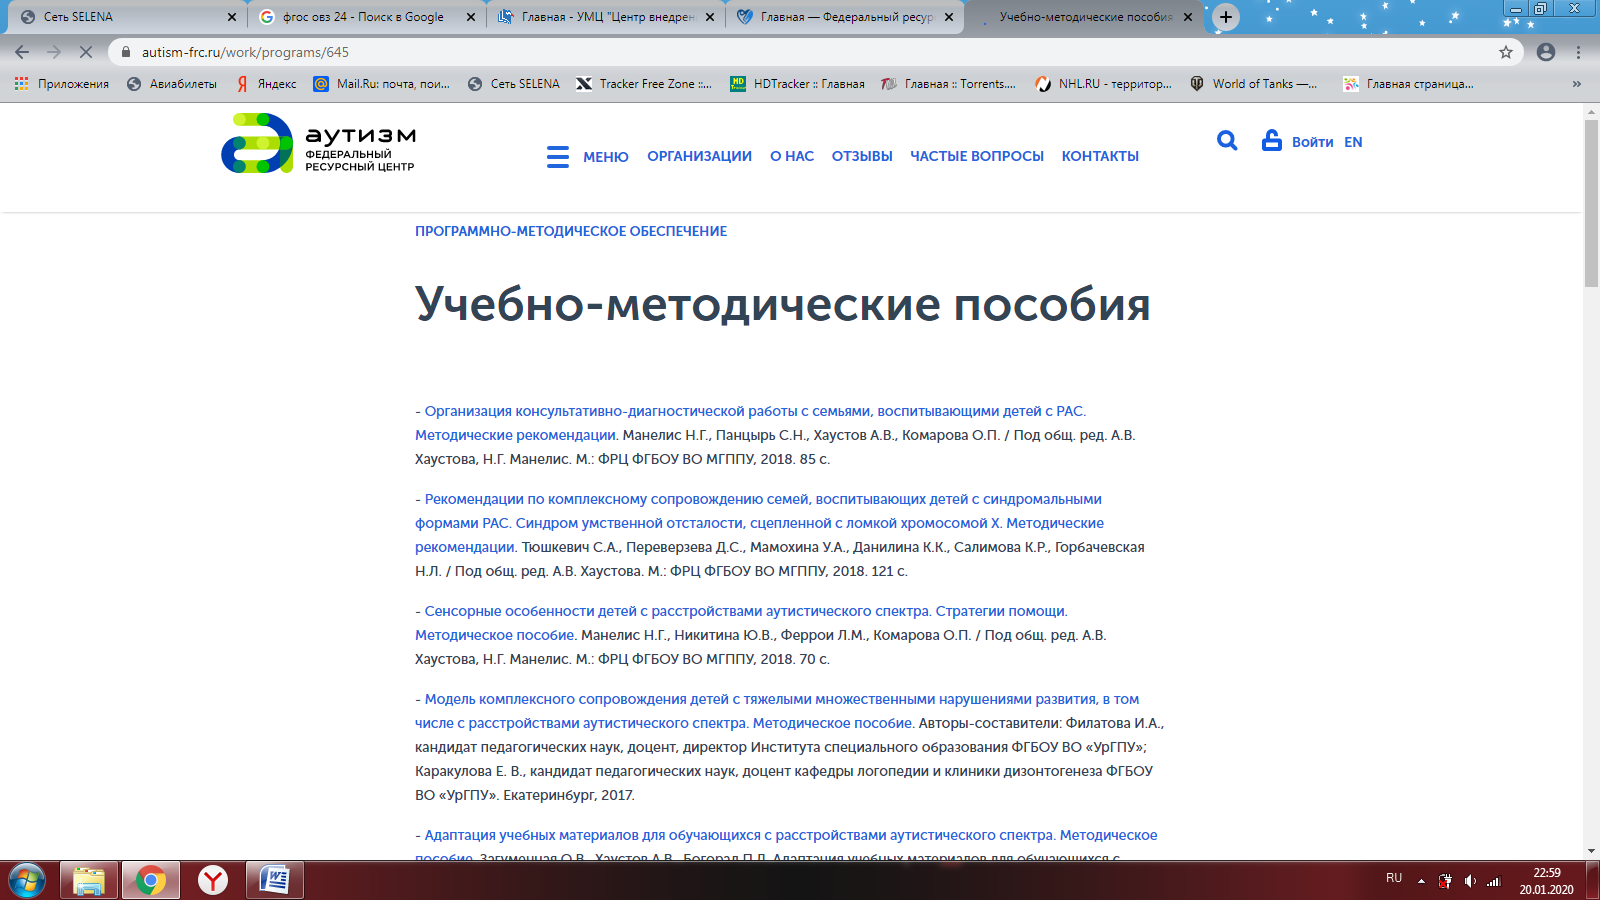 Сеть SELENA
фгос овз 24 - Поиск в Google
Главная - УМЦ "Центр внедрен
Главная — Федеральный ресур
Учебно-методические пособия
autism-frc.ru/work/programs/645
Приложения
Авиабилеты
Яндекс
Mail.Ru: почта, пои...
Сеть SELENA
Tracker Free Zone ::...
HDTracker :: Главная
Главная :: Torrents....
NHL.RU - территор...
World of Tanks —...
Главная страница...
»
аутизм
ФЕДЕРАЛЬНЫЙ
РЕСУРСНЫЙ ЦЕНТР
МЕНЮ
ОРГАНИЗАЦИИ
О НАС
ОТЗЫВЫ
ЧАСТЫЕ ВОПРОСЫ
КОНТАКТЫ
Войти
EN
ПРОГРАММНО-МЕТОДИЧЕСКОЕ ОБЕСПЕЧЕНИЕ
Учебно-методические пособия
- Организация консультативно-диагностической работы с семьями, воспитывающими детей с РАС.
Методические рекомендации. Манелис Н.Г., Панцырь С.Н., Хаустов А.В., Комарова О.П. / Под общ. ред. А.В.
Хаустова, Н.Г. Манелис. М.: ФРЦ ФГБОУ ВО МГППУ, 2018. 85 с.
- Рекомендации по комплексному сопровождению семей, воспитывающих детей с синдромальными
формами РАС. Синдром умственной отсталости, сцепленной с ломкой хромосомой Х. Методические
рекомендации. Тюшкевич С.А., Переверзева Д.С., Мамохина У.А., Данилина К.К., Салимова К.Р., Горбачевская
Н.Л. / Под общ. ред. А.В. Хаустова. М.: ФРЦ ФГБОУ ВО МГППУ, 2018. 121 с.
- Сенсорные особенности детей с расстройствами аутистического спектра. Стратегии помощи.
Методическое пособие. Манелис Н.Г., Никитина Ю.В., Феррои Л.М., Комарова О.П. / Под общ. ред. А.В.
Хаустова, Н.Г. Манелис. М.: ФРЦ ФГБОУ ВО МГППУ, 2018. 70 с.
- Модель комплексного сопровождения детей с тяжелыми множественными нарушениями развития, в том
числе с расстройствами аутистического спектра. Методическое пособие. Авторы-составители: Филатова И.А.,
кандидат педагогических наук, доцент, директор Института специального образования ФГБОУ ВО «УрГПУ»;
Каракулова Е. В., кандидат педагогических наук, доцент кафедры логопедии и клиники дизонтогенеза ФГБОУ
ВО «УрГПУ». Екатеринбург, 2017.
- Адаптация учебных материалов для обучающихся с расстройствами аутистического спектра. Методическое
пособие. Загуменная О.В., Хаустов А.В., Богорад П.Л. Адаптация учебных материалов для обучающихся с
RU
22:59
20.01.2020